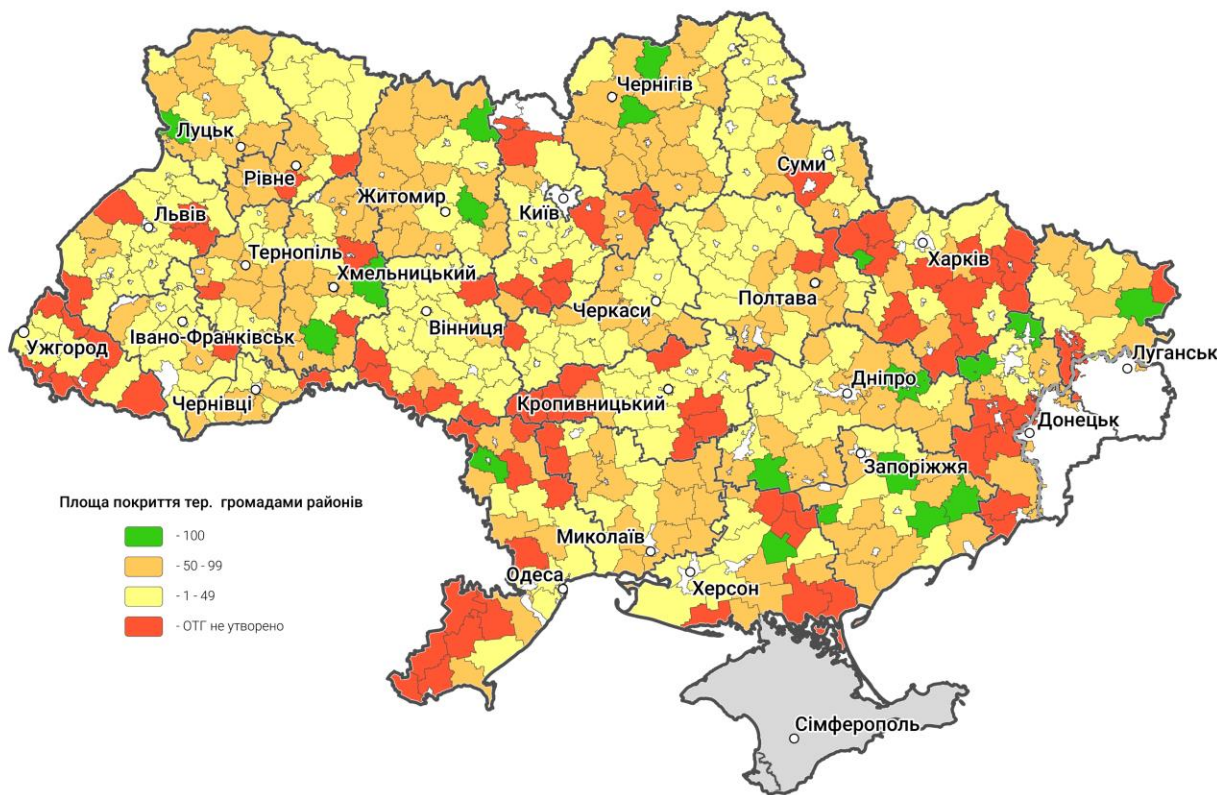 Чернігів
Луцьк
Рівне
Суми
Житомир
Київ
Львів
Тернопіль
Хмельницький
Харків
Полтава
Черкаси
Вінниця
Івано-Франківськ
Ужгород
Луганськ
Чернівці
Дніпро
Кропивницький
Донецьк
Запоріжжя
Площа покриття тер. громадами районів
- 100
- 50 - 99
- 1 - 49
- ОТГ не утворено
Миколаїв
Одеса
Херсон
Сімферополь